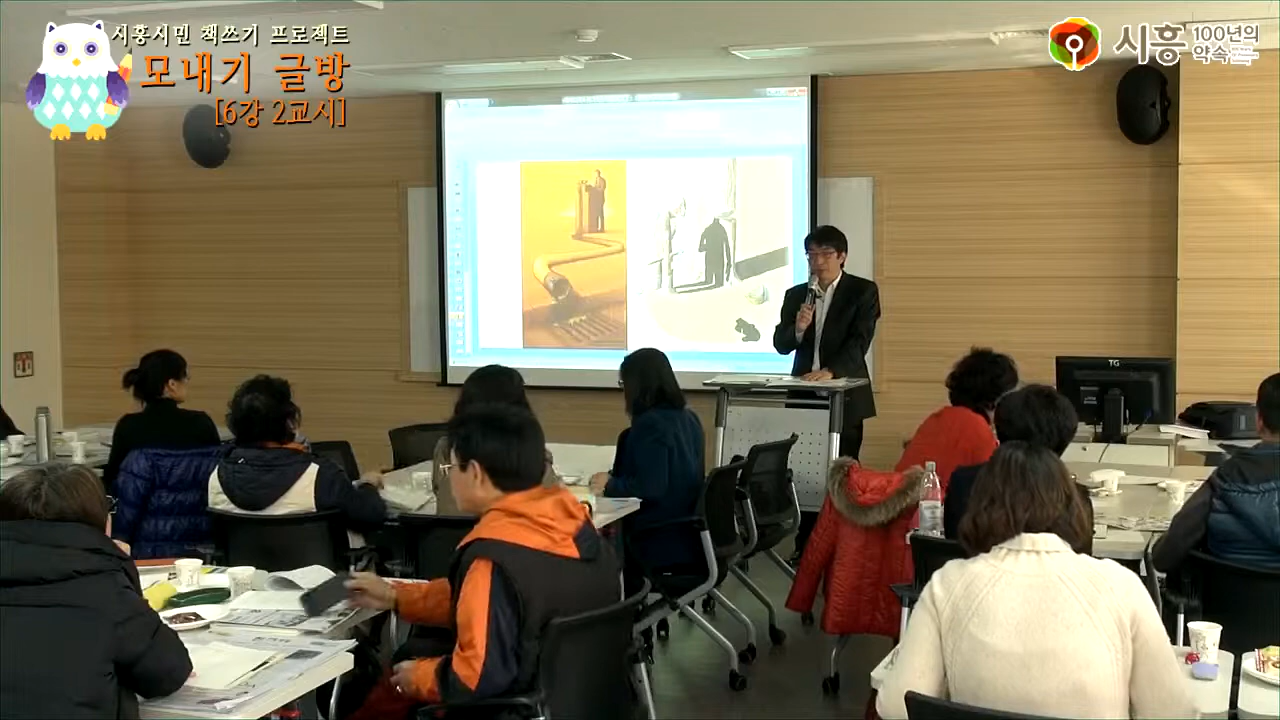 시흥시민 책쓰기 프로젝트
모내기 글방
[6강 2교시]
시흥 100년의
약속
TG